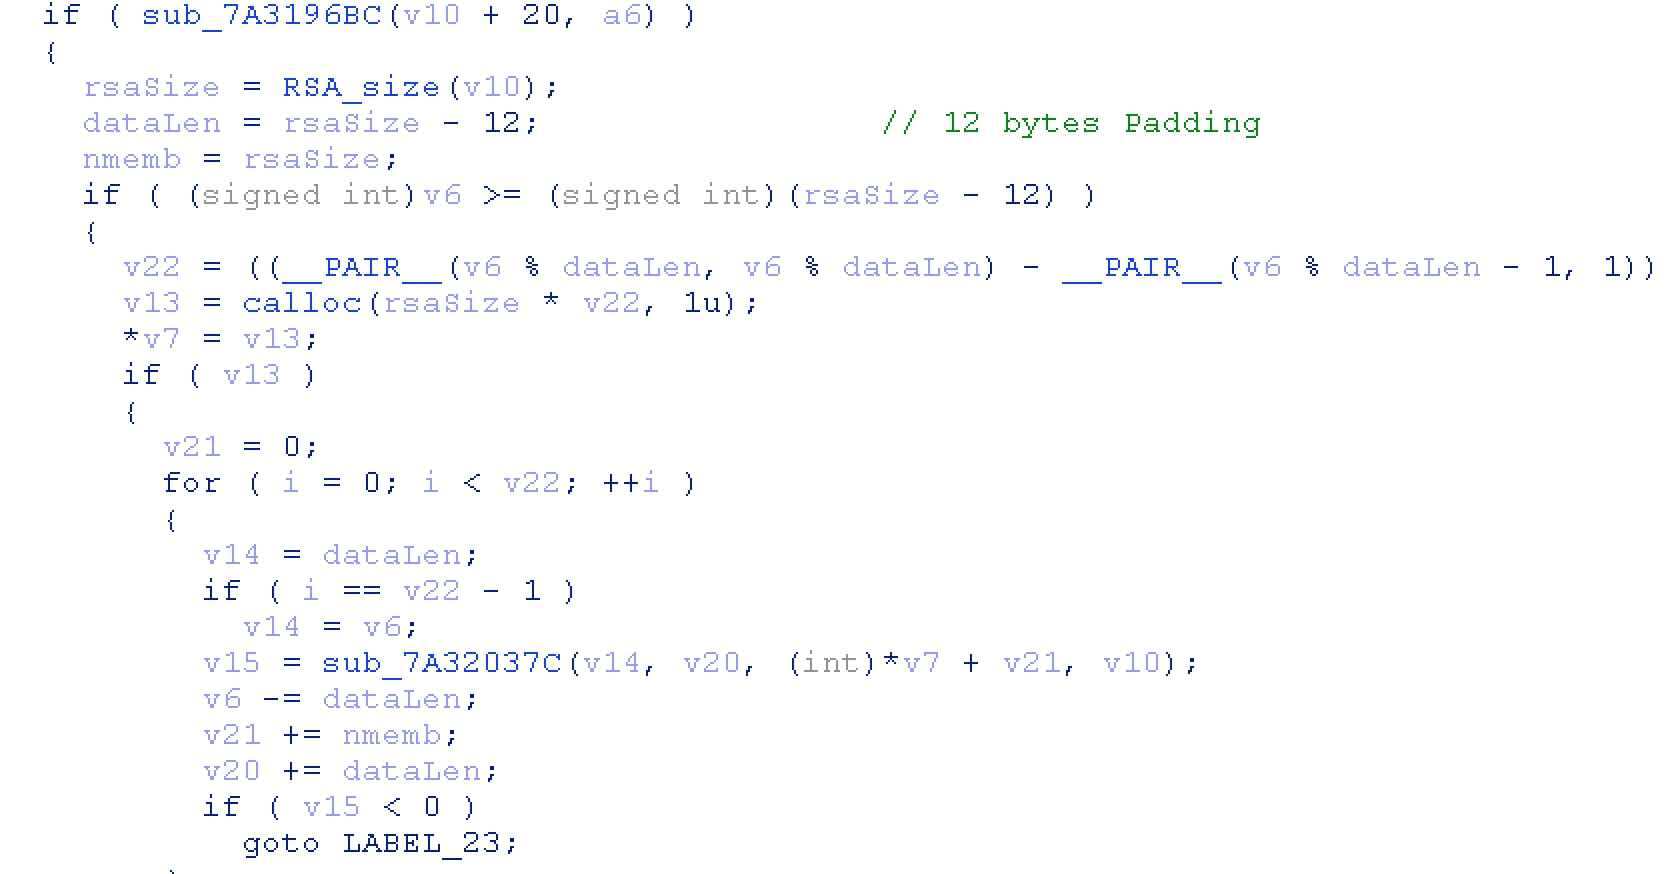 if ( sub_7A3196BC(v10 + 20, a6) )
{
rsaSize = RSA_size(v10);
dataLen = rsaSize - 12; // 12 bytes Padding
nmemb = rsaSize;
if ( (signed int)v6 >= (signed int)(rsaSize - 12) )
{
v22 = ((__PAIR__(v6 % dataLen, v6 % dataLen) - __PAIR__(v6 % dataLen - 1, 1))
v13 = calloc(rsaSize * v22, 1u);
*v7 = v13;
if ( v13 )
{
v21 = 0;
for ( i = 0; i < v22; ++i )
{
v14 = dataLen;
if ( i == v22 - 1 )
v14 = v6;
v15 = sub_7A32037C(v14, v20, (int)*v7 + v21, v10);
v6 -= dataLen;
v21 += nmemb;
v20 += dataLen;
if ( v15 < 0 )
goto LABEL_23;